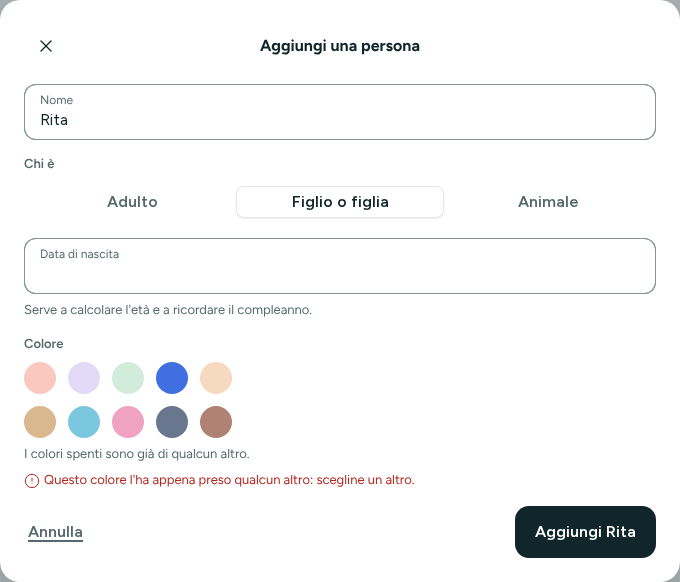 Aggiungi una persona
Nome
Rita
Chi è
Adulto
Figlio o figlia
Animale
Data di nascita
Serve a calcolare l'età e a ricordare il compleanno.
Colore
I colori spenti sono già di qualcun altro.
Questo colore l'ha appena preso qualcun altro: scegline un altro.
Annulla
Aggiungi Rita